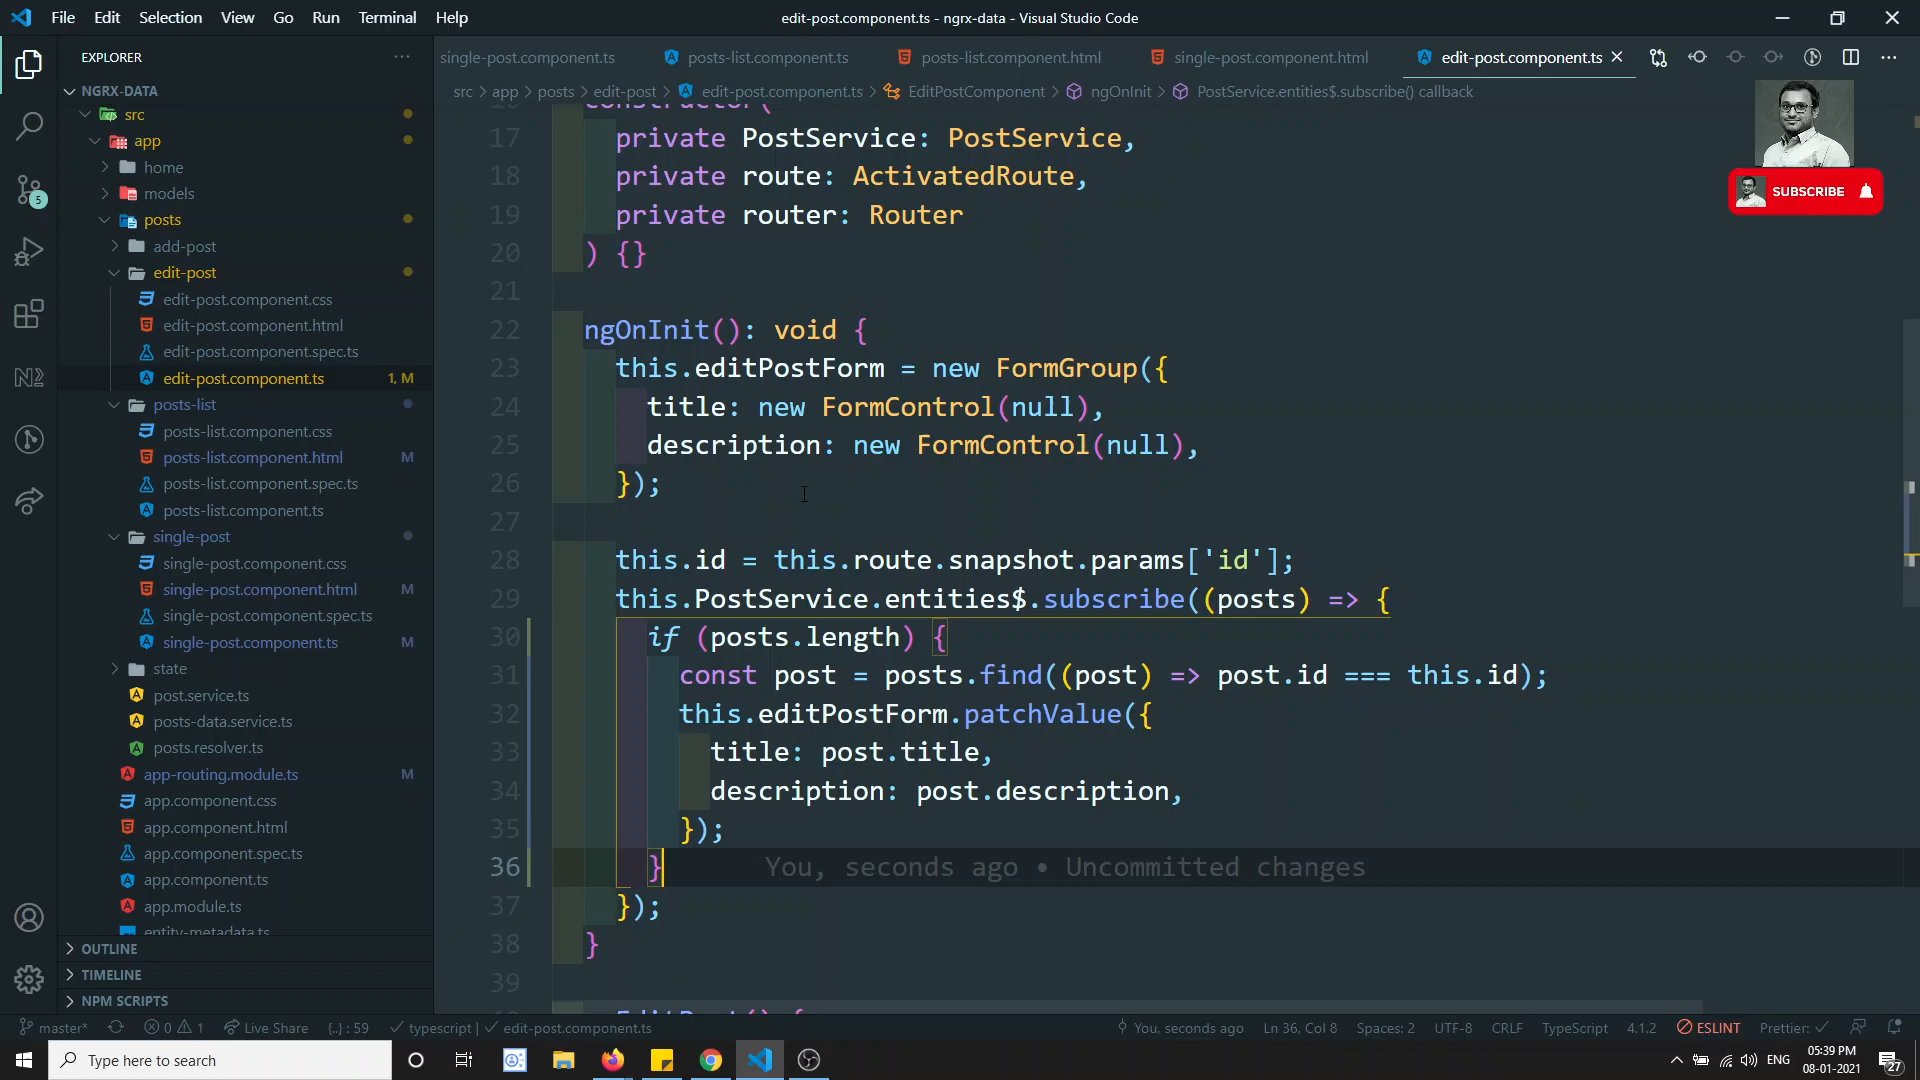 File Edit Selection View Go Run Terminal Help
edit-post.component.ts - ngrx-data - Visual Studio Code
EXPLORER
NGRX-DATA
src
app
home
models
posts
add-post
edit-post
edit-post.component.css
edit-post.component.html
edit-post.component.spec.ts
edit-post.component.ts 1, M
posts-list
posts-list.component.css
posts-list.component.html M
posts-list.component.spec.ts
posts-list.component.ts
single-post
single-post.component.css
single-post.component.html M
single-post.component.spec.ts
single-post.component.ts
state
post.service.ts
posts-data.service.ts
posts.resolver.ts
app-routing.module.ts M
app.component.css
app.component.html
app.component.spec.ts
app.component.ts
app.module.ts
entity-metadata.ts
OUTLINE
TIMELINE
NPM SCRIPTS
5
single-post.component.ts posts-list.component.ts posts-list.component.html single-post.component.html edit-post.component.ts
src > app > posts > edit-post > edit-post.component.ts > EditPostComponent > ngOnInit > PostService.entities$.subscribe() callback
SUBSCRIBE
16 constructor(
17 private PostService: PostService,
18 private route: ActivatedRoute,
19 private router: Router
20 ) {}
21
22 ngOnInit(): void {
23 this.editPostForm = new FormGroup({
24 title: new FormControl(null),
25 description: new FormControl(null),
26 });
27
28 this.id = this.route.snapshot.params['id'];
29 this.PostService.entities$.subscribe((posts) => {
30 if (posts.length) {
31 const post = posts.find((post) => post.id === this.id);
32 this.editPostForm.patchValue({
33 title: post.title,
34 description: post.description,
35 });
36 } You, seconds ago • Uncommitted changes
37 });
38 }
39
master* 0 1 Live Share {..} : 59 typescript | edit-post.component.ts You, seconds ago Ln 36, Col 8 Spaces: 2 UTF-8 CRLF TypeScript 4.1.2 ESLINT Prettier:
Type here to search
ENG
05:39 PM
08-01-2021
27